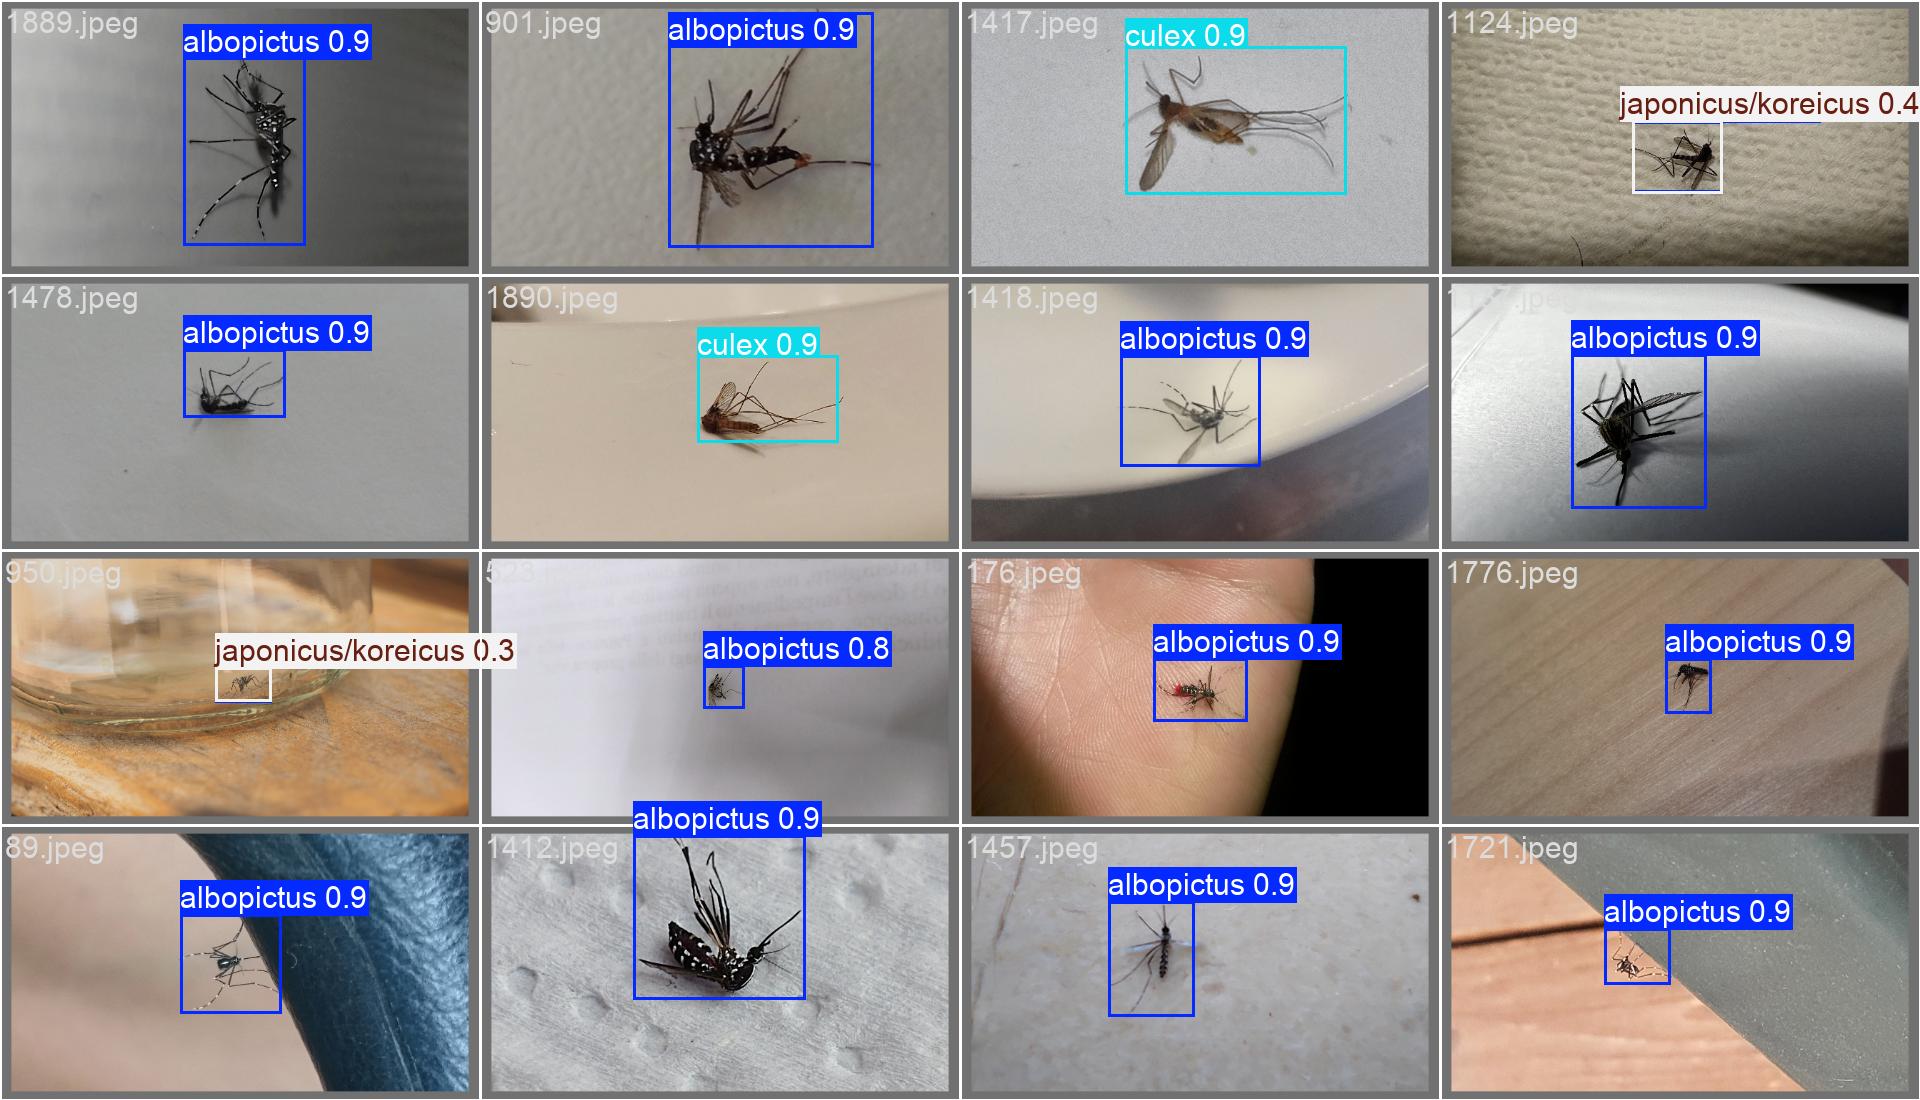 1889.jpeg
albopictus 0.9
901.jpeg
albopictus 0.9
1417.jpeg
culex 0.9
1124.jpeg
japonicus/koreicus 0.4
1478.jpeg
albopictus 0.9
1890.jpeg
culex 0.9
1418.jpeg
albopictus 0.9
albopictus 0.9
950.jpeg
japonicus/koreicus 0.3
albopictus 0.8
176.jpeg
albopictus 0.9
1776.jpeg
albopictus 0.9
89.jpeg
albopictus 0.9
1412.jpeg
albopictus 0.9
1457.jpeg
albopictus 0.9
1721.jpeg
albopictus 0.9